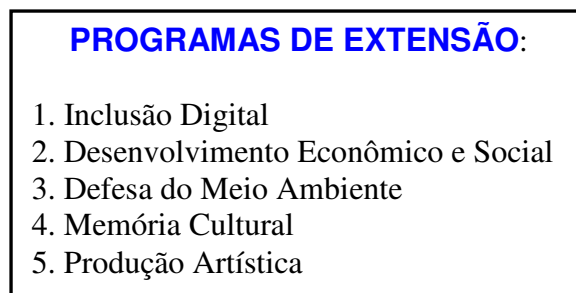 PROGRAMAS DE EXTENSÃO:
1. Inclusão Digital
2. Desenvolvimento Econômico e Social
3. Defesa do Meio Ambiente
4. Memória Cultural
5. Produção Artística